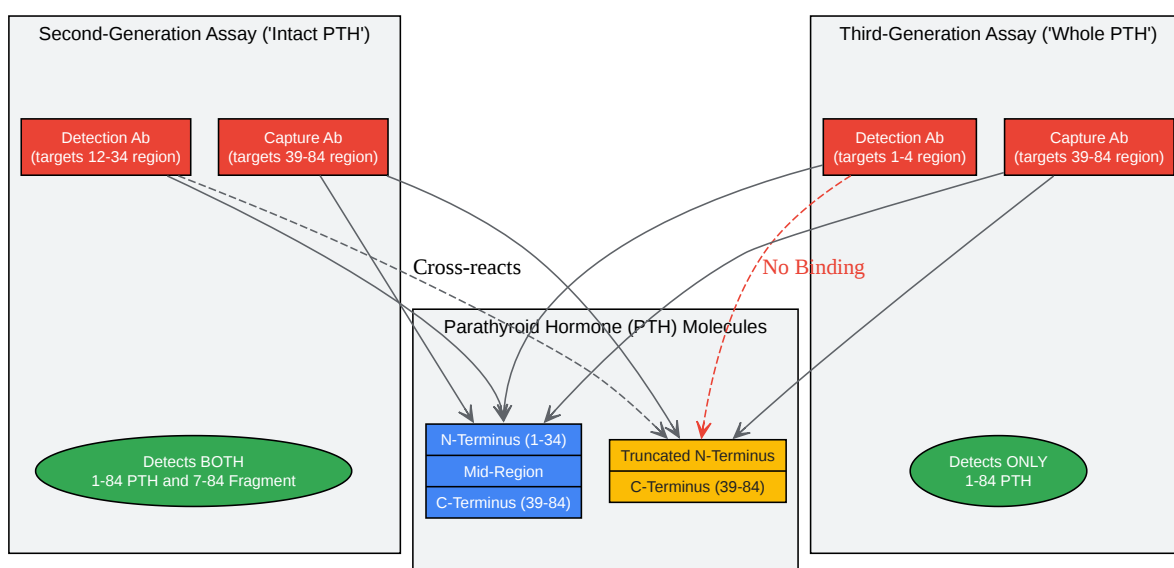 Second-Generation Assay ('Intact PTH')
Detection Ab
(targets 12-34 region)
Capture Ab
(targets 39-84 region)
Detects BOTH
1-84 PTH and 7-84 Fragment
Third-Generation Assay ('Whole PTH')
Detection Ab
(targets 1-4 region)
Capture Ab
(targets 39-84 region)
Detects ONLY
1-84 PTH
Cross-reacts
No Binding
Parathyroid Hormone (PTH) Molecules
N-Terminus (1-34)
Mid-Region
C-Terminus (39-84)
Truncated N-Terminus
C-Terminus (39-84)